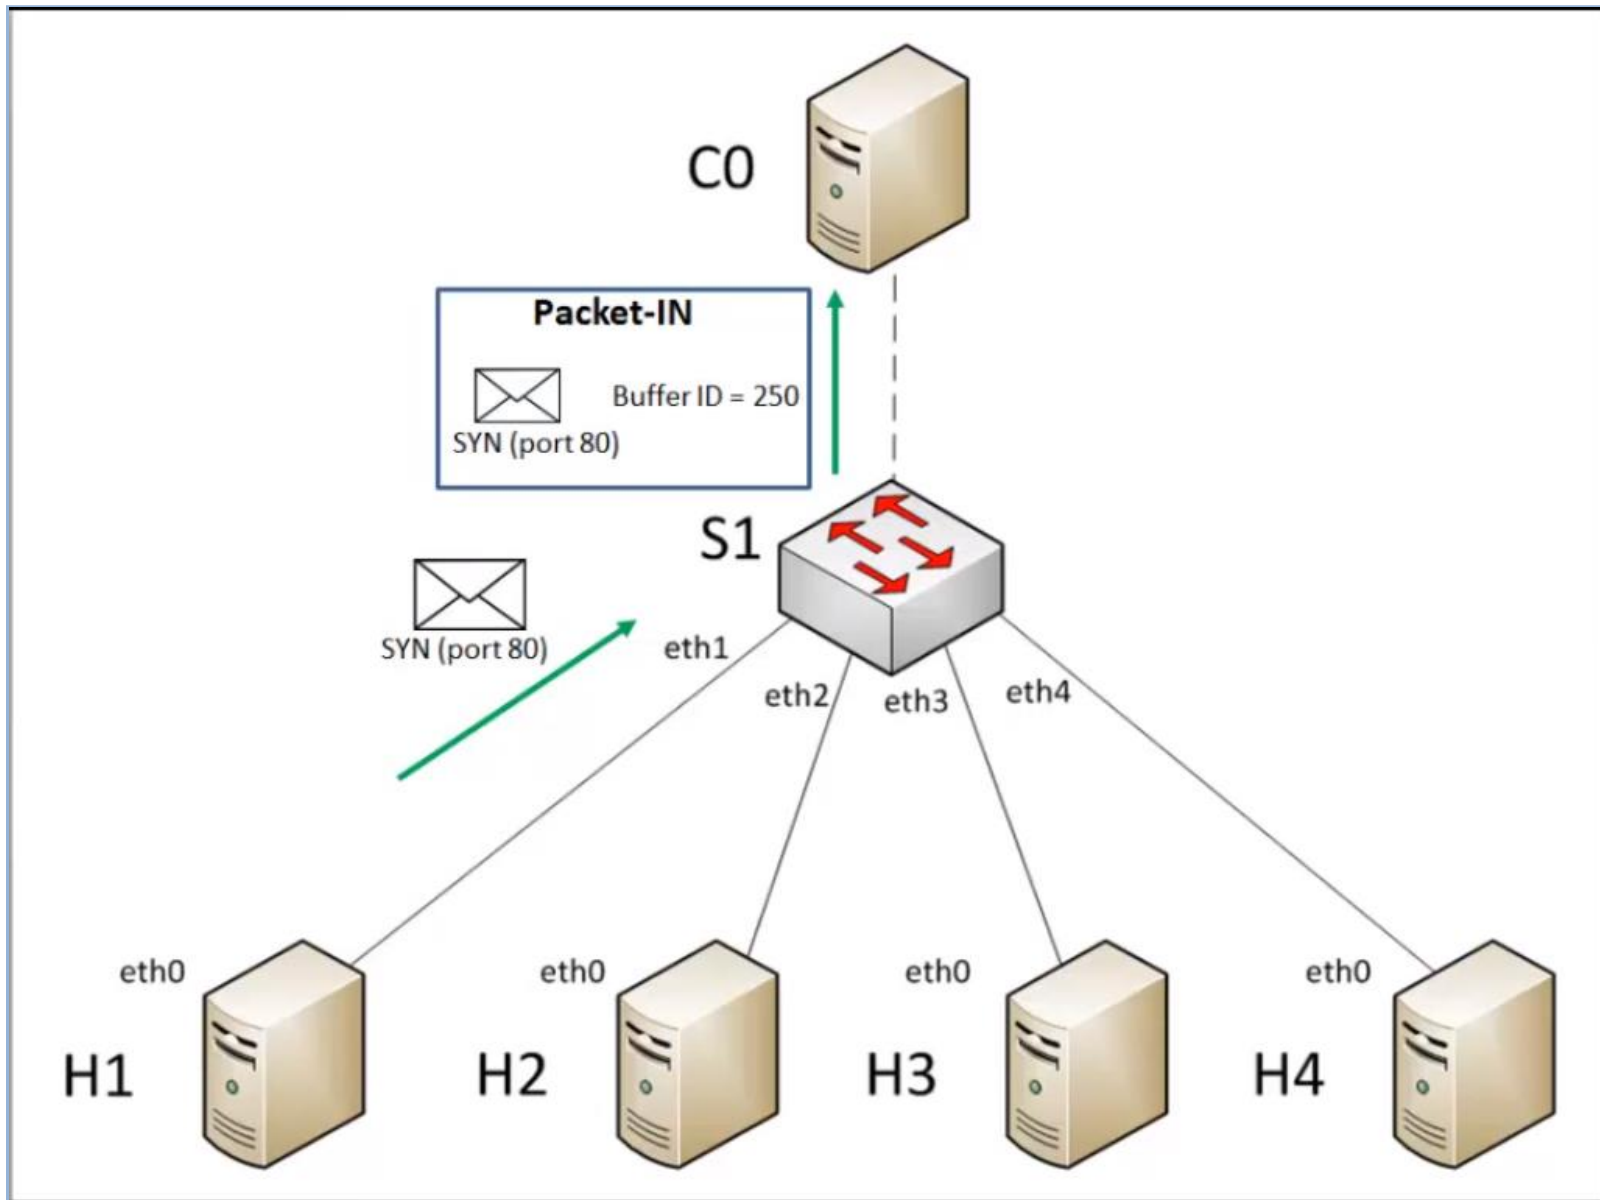 C0
Packet-IN
Buffer ID = 250
SYN (port 80)
S1
SYN (port 80)
eth1
eth2
eth3
eth4
eth0
eth0
eth0
eth0
H1
H2
H3
H4